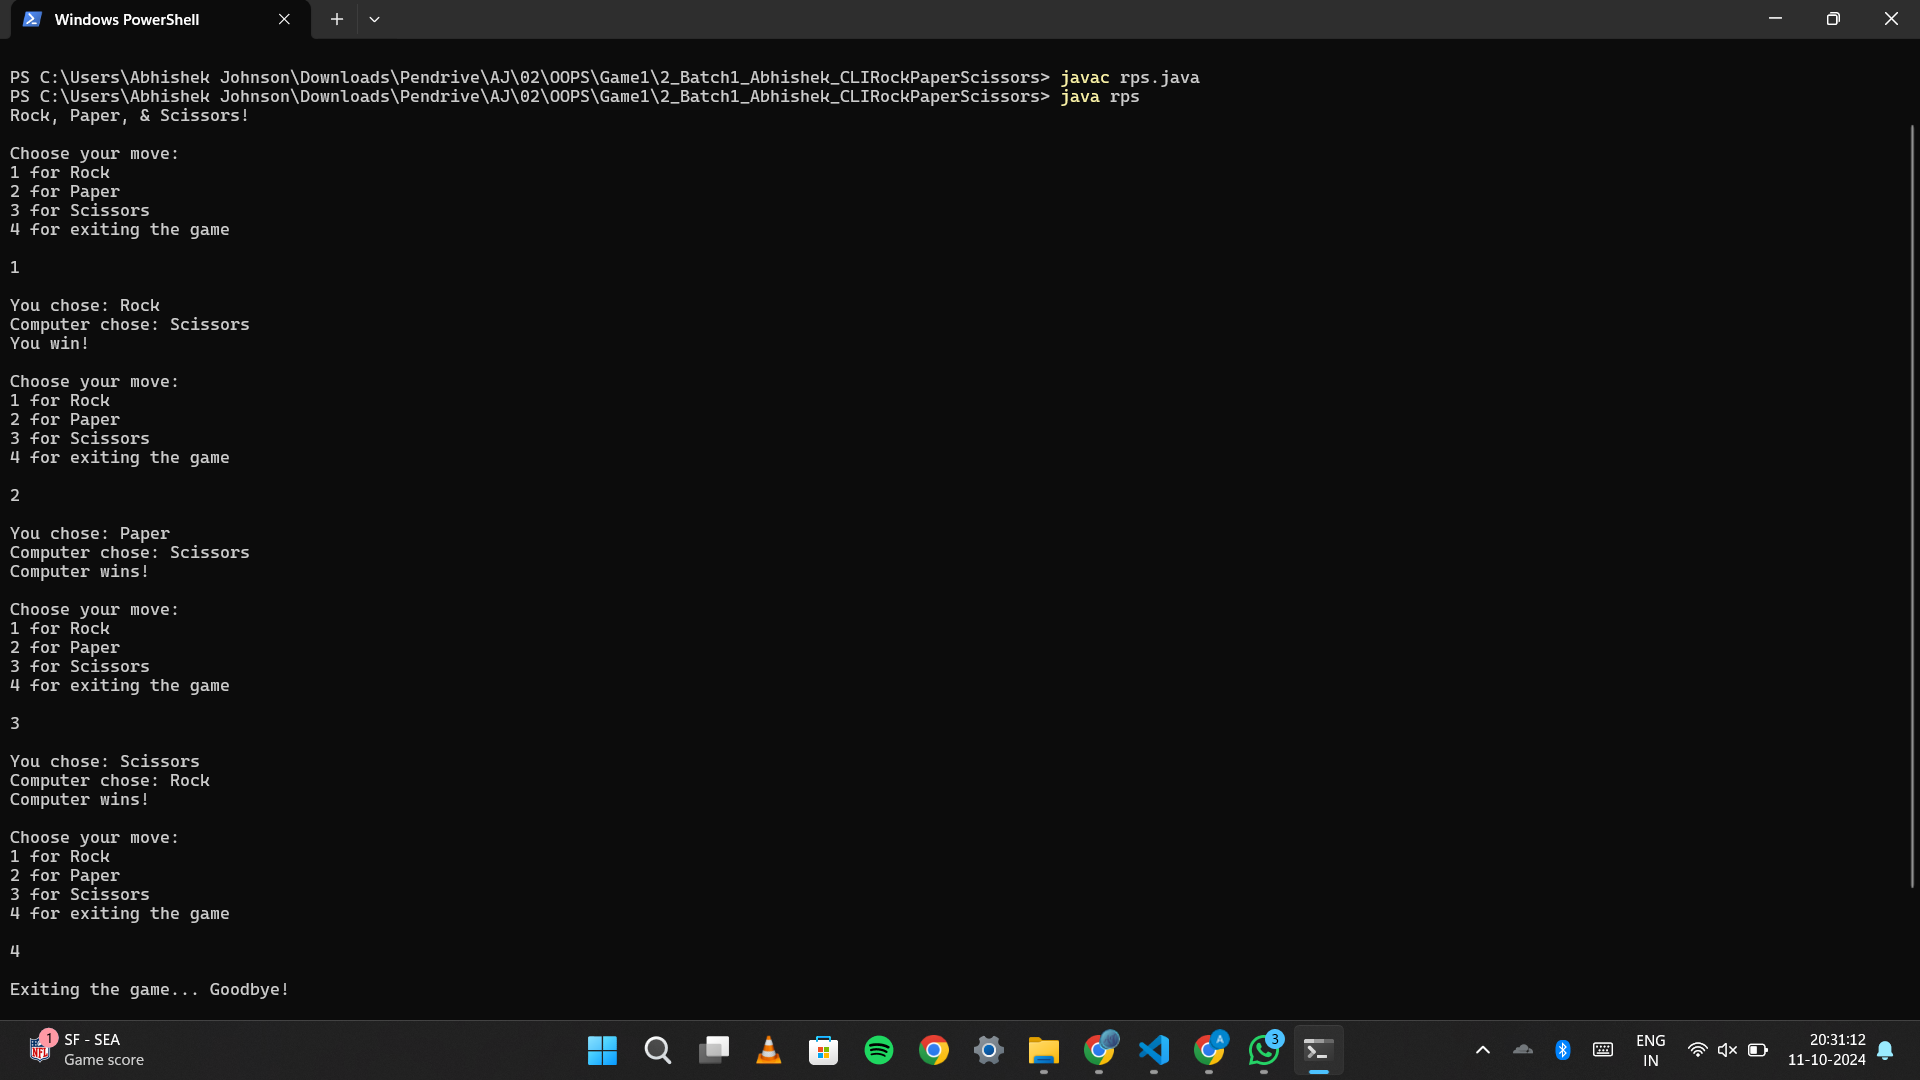 Windows PowerShell
PS C:\Users\Abhishek Johnson\Downloads\Pendrive\AJ\02\OOPS\Game1\2_Batch1_Abhishek_CLIRockPaperScissors> javac rps.java
PS C:\Users\Abhishek Johnson\Downloads\Pendrive\AJ\02\OOPS\Game1\2_Batch1_Abhishek_CLIRockPaperScissors> java rps
Rock, Paper, & Scissors!
Choose your move:
1 for Rock
2 for Paper
3 for Scissors
4 for exiting the game
1
You chose: Rock
Computer chose: Scissors
You win!
Choose your move:
1 for Rock
2 for Paper
3 for Scissors
4 for exiting the game
2
You chose: Paper
Computer chose: Scissors
Computer wins!
Choose your move:
1 for Rock
2 for Paper
3 for Scissors
4 for exiting the game
3
You chose: Scissors
Computer chose: Rock
Computer wins!
Choose your move:
1 for Rock
2 for Paper
3 for Scissors
4 for exiting the game
4
Exiting the game... Goodbye!
1
NFL
SF - SEA
Game score
A
3
ENG
IN
20:31:12
11-10-2024